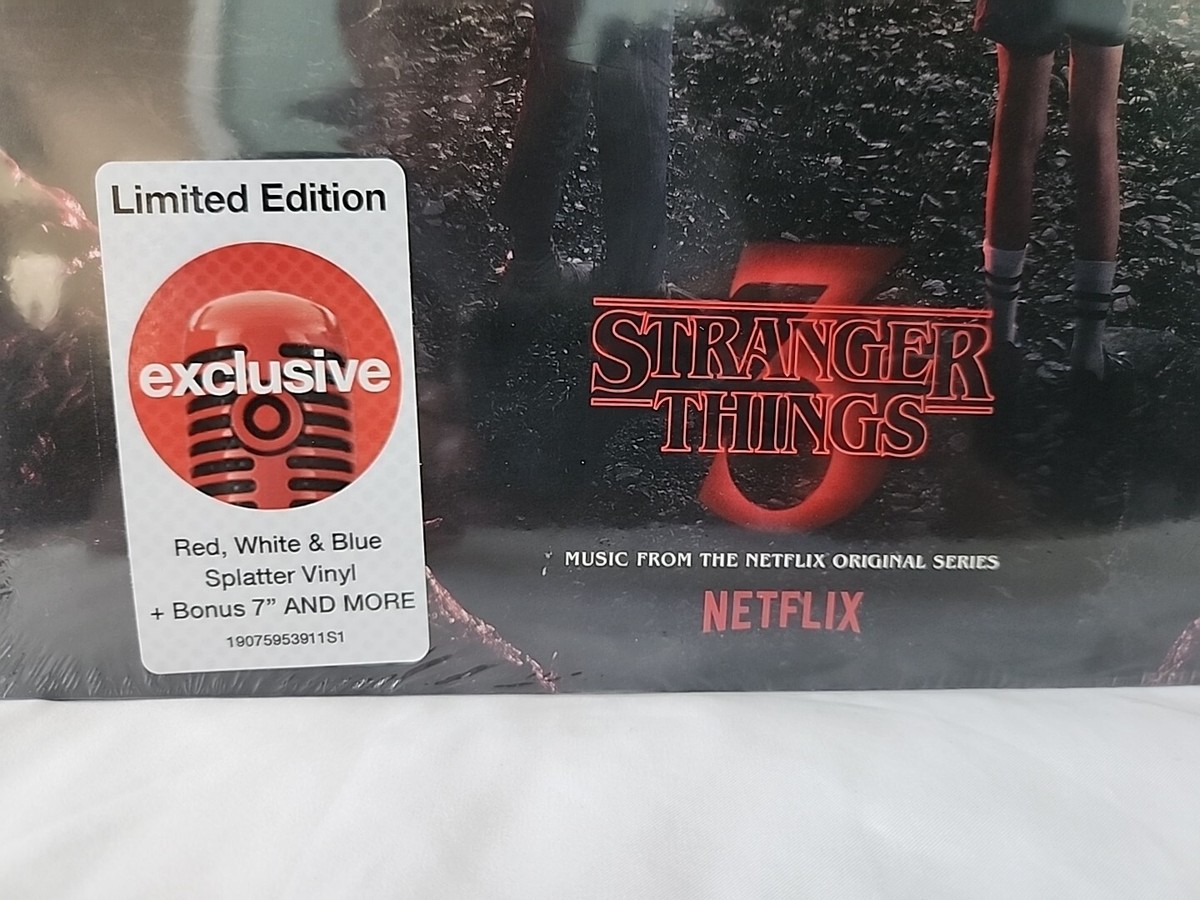 Limited Edition
exclusive
Red, White & Blue
Splatter Vinyl
+ Bonus 7” AND MORE
19075953911S1
3
STRANGER
THINGS
MUSIC FROM THE NETFLIX ORIGINAL SERIES
NETFLIX